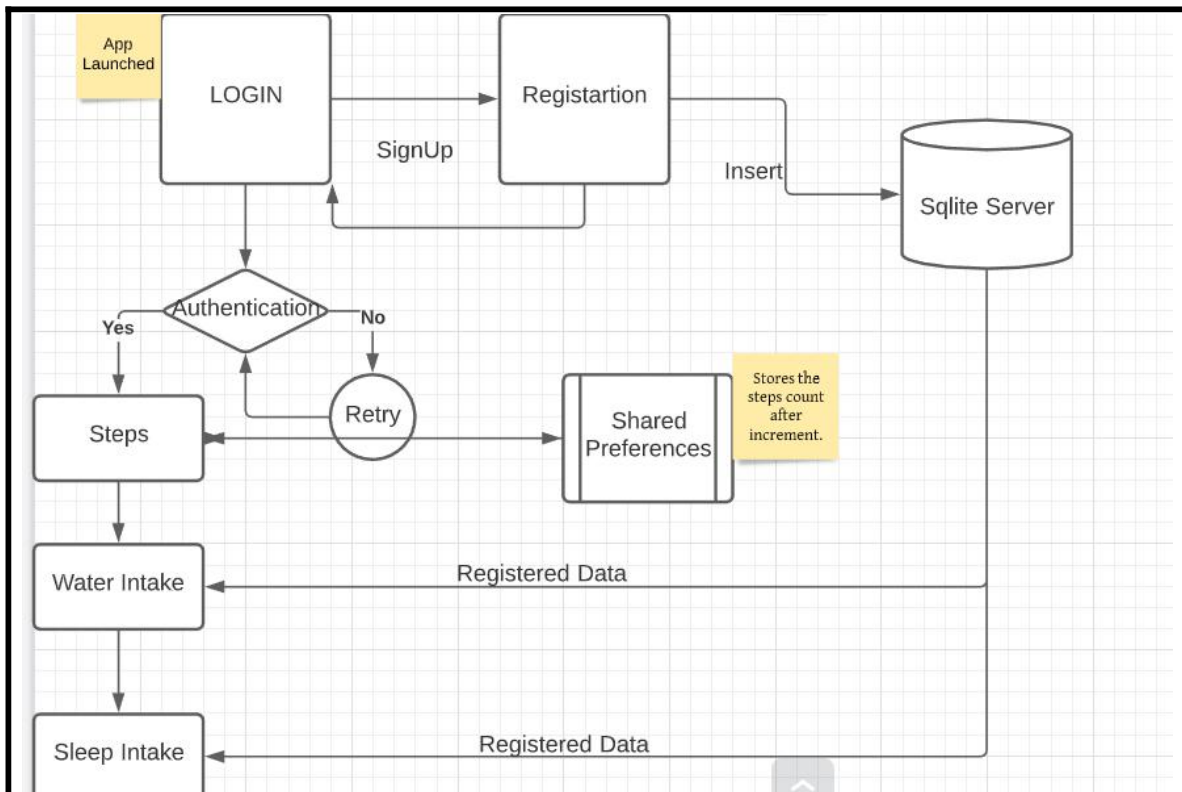 App
Launched
LOGIN
Registartion
SignUp
Insert
Sqlite Server
Authentication
Yes
No
Retry
Steps
Shared
Preferences
Stores the
steps count
after
increment.
Water Intake
Registered Data
Sleep Intake
Registered Data